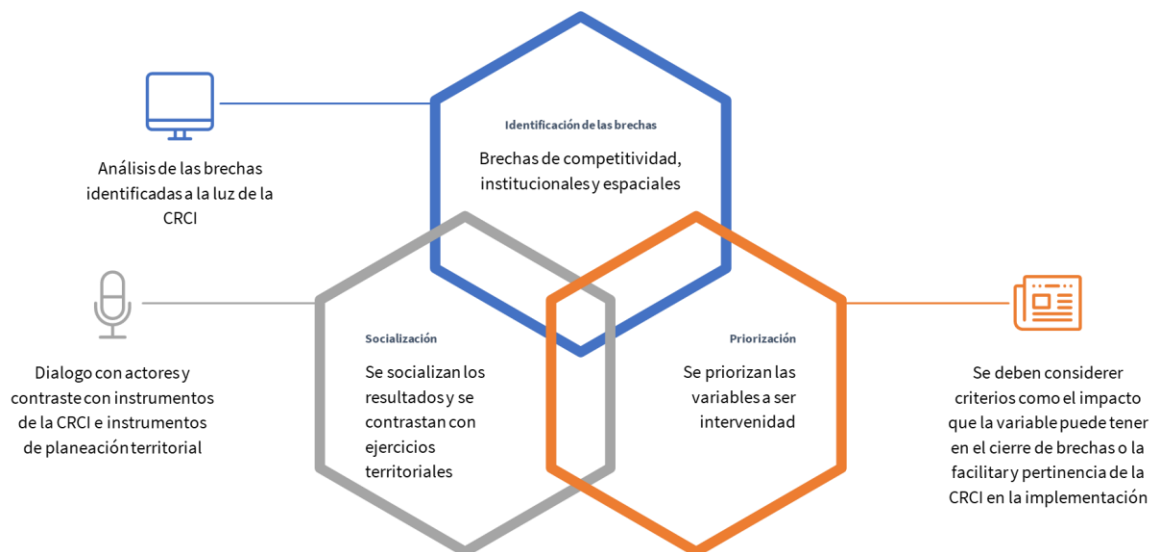 Identificación de las brechas
Brechas de competitividad,
institucionales y espaciales
Análisis de las brechas
identificadas a la luz de la
CRCI
Socialización
Se socializan los
resultados y se
contrastan con
ejercicios
territoriales
Dialogo con actores y
contraste con instrumentos
de la CRCI e instrumentos
de planeación territorial
Priorización
Se priorizan las
variables a ser
intervenidad
Se deben considerer
criterios como el impacto
que la variable puede tener
en el cierre de brechas o la
facilitar y pertinencia de la
CRCI en la implementación